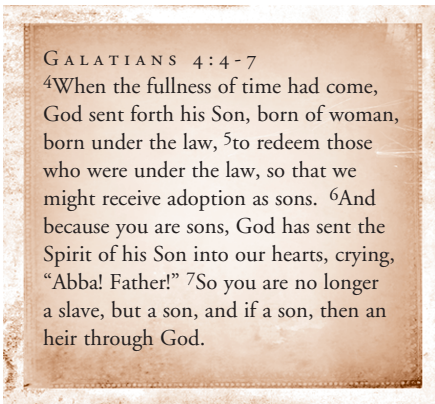 GALATIANS 4:4-7
4When the fullness of time had come,
God sent forth his Son, born of woman,
born under the law, 5to redeem those
who were under the law, so that we
might receive adoption as sons. 6And
because you are sons, God has sent the
Spirit of his Son into our hearts, crying,
“Abba! Father!” 7So you are no longer
a slave, but a son, and if a son, then an
heir through God.